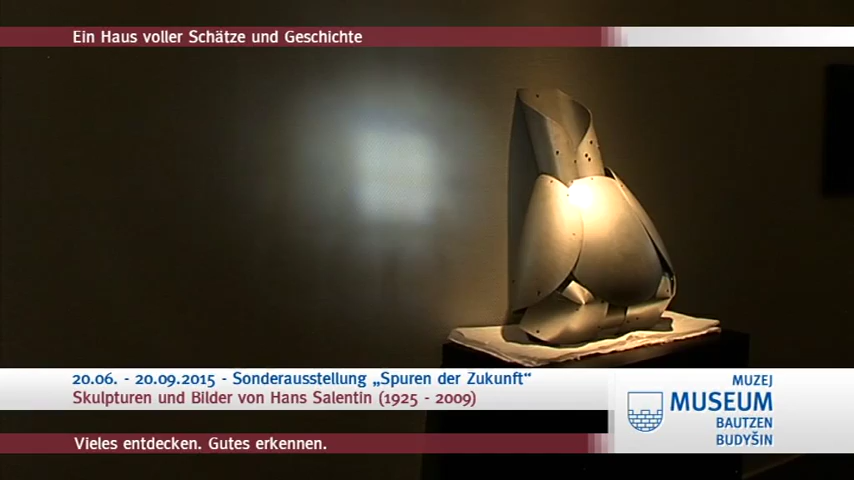 Ein Haus voller Schätze und Geschichte
20.06. - 20.09.2015 - Sonderausstellung „Spuren der Zukunft“
Skulpturen und Bilder von Hans Salentin (1925 - 2009)
MUZEJ
MUSEUM
BAUTZEN
BUDYŠIN
Vieles entdecken. Gutes erkennen.